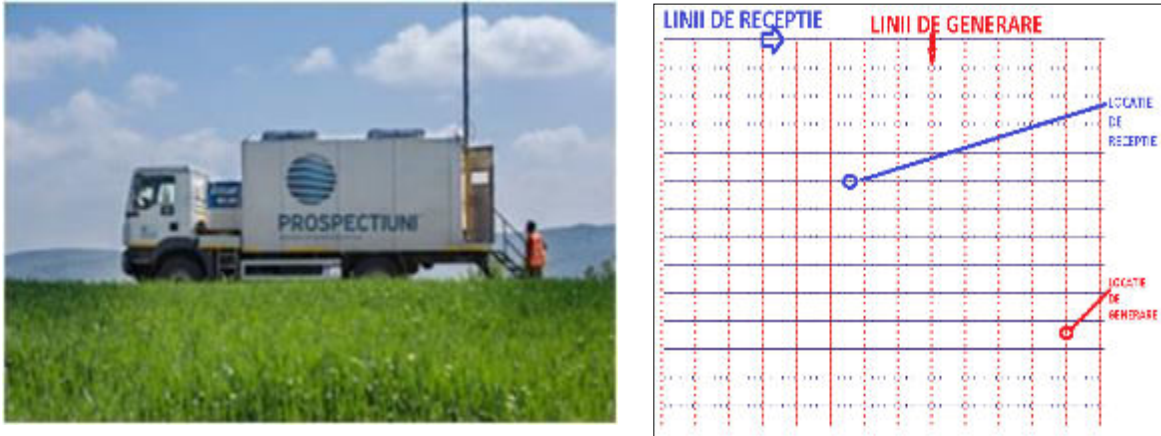 PROSPECTIUNI
LINII DE RECEPTIE
LINII DE GENERARE
LOCATIE
DE
RECEPTIE
LOCATIE
DE
GENERARE